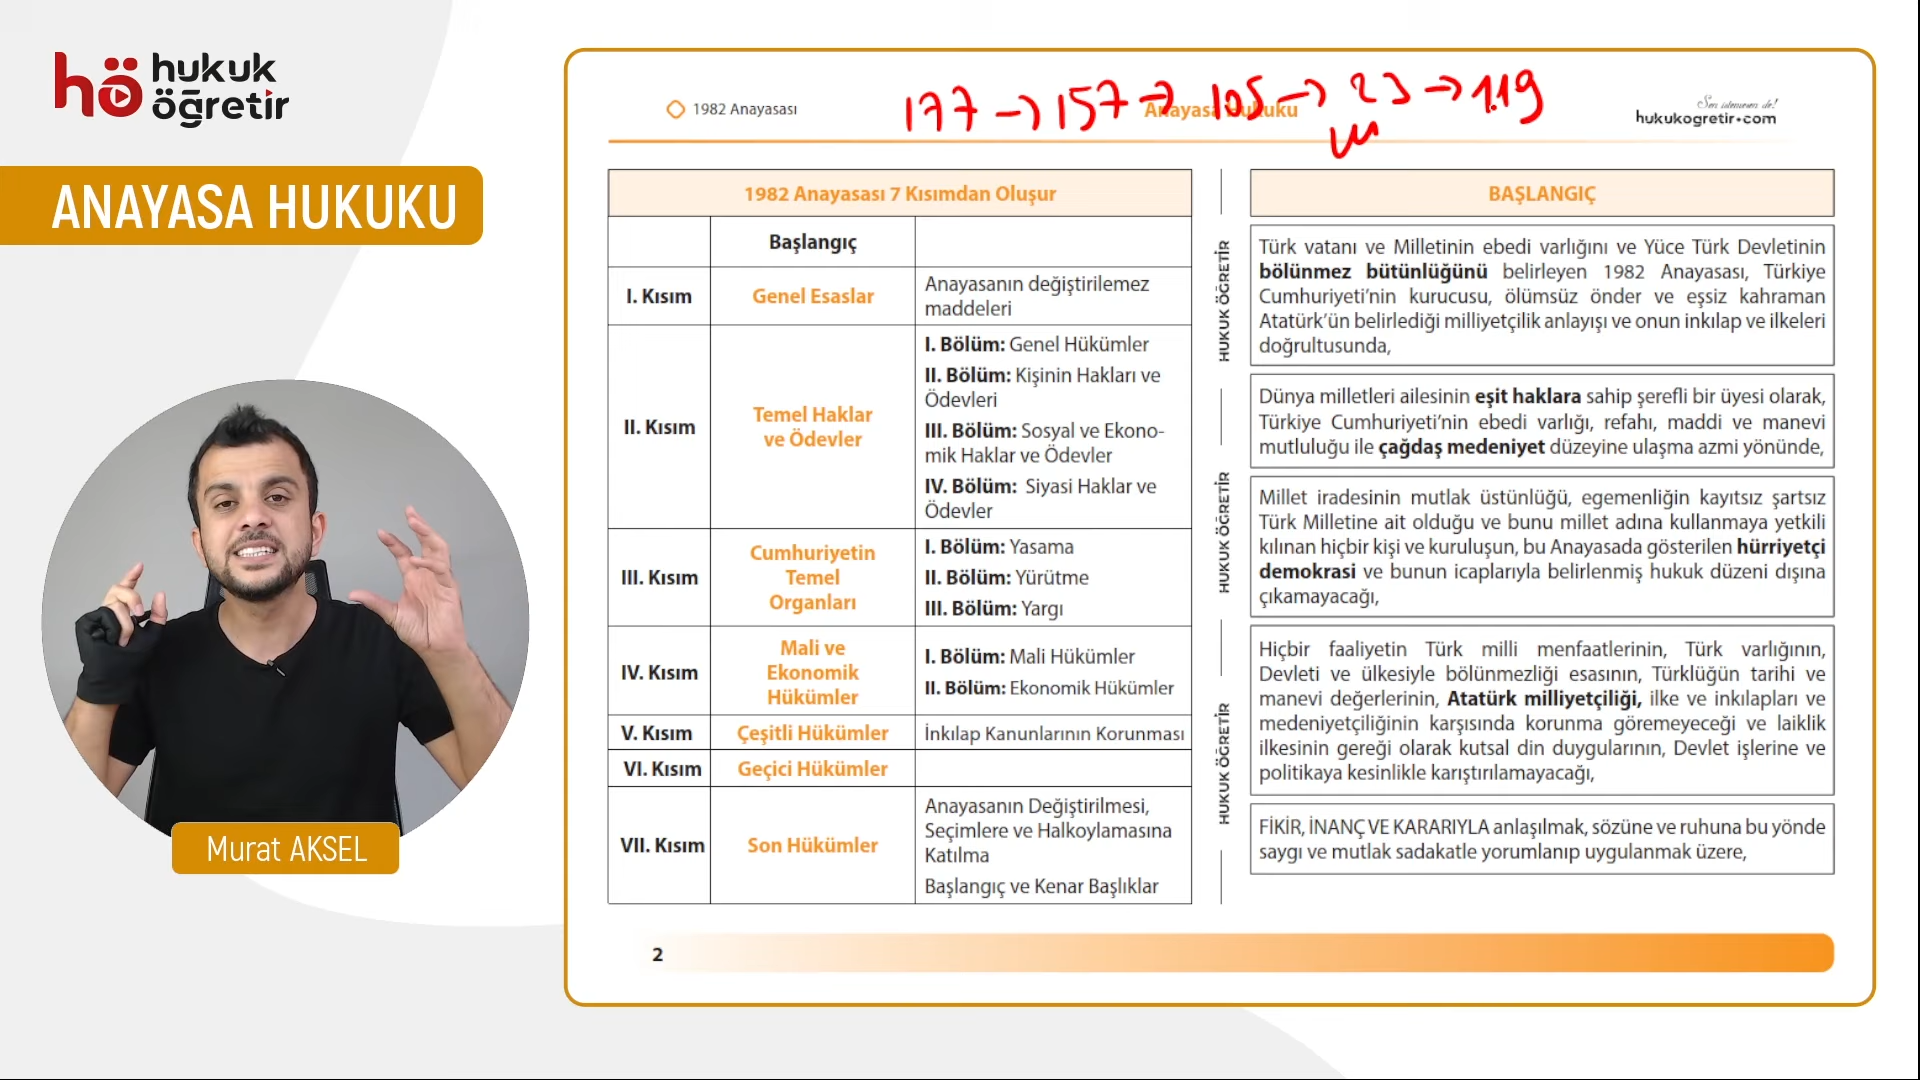 hö hukuk
öğretir
ANAYASA HUKUKU
Murat AKSEL
1982 Anayasası
177 → 157 → 105 → 23 → 119
Anayasa Hukuku
Sen istemesen de!
hukukogretir•com
1982 Anayasası 7 Kısımdan Oluşur
Başlangıç
I. Kısım
Genel Esaslar
Anayasanın değiştirilemez
maddeleri
II. Kısım
Temel Haklar
ve Ödevler
I. Bölüm: Genel Hükümler
II. Bölüm: Kişinin Hakları ve
Ödevleri
III. Bölüm: Sosyal ve Ekono-
mik Haklar ve Ödevler
IV. Bölüm: Siyasi Haklar ve
Ödevler
III. Kısım
Cumhuriyetin
Temel
Organları
I. Bölüm: Yasama
II. Bölüm: Yürütme
III. Bölüm: Yargı
IV. Kısım
Mali ve
Ekonomik
Hükümler
I. Bölüm: Mali Hükümler
II. Bölüm: Ekonomik Hükümler
V. Kısım
Çeşitli Hükümler
İnkılap Kanunlarının Korunması
VI. Kısım
Geçici Hükümler
VII. Kısım
Son Hükümler
Anayasanın Değiştirilmesi,
Seçimlere ve Halkoylamasına
Katılma
Başlangıç ve Kenar Başlıklar
HUKUK ÖĞRETİR
HUKUK ÖĞRETİR
HUKUK ÖĞRETİR
BAŞLANGIÇ
Türk vatanı ve Milletinin ebedi varlığını ve Yüce Türk Devletinin
bölünmez bütünlüğünü belirleyen 1982 Anayasası, Türkiye
Cumhuriyeti'nin kurucusu, ölümsüz önder ve eşsiz kahraman
Atatürk'ün belirlediği milliyetçilik anlayışı ve onun inkılap ve ilkeleri
doğrultusunda,
Dünya milletleri ailesinin eşit haklara sahip şerefli bir üyesi olarak,
Türkiye Cumhuriyeti'nin ebedi varlığı, refahı, maddi ve manevi
mutluluğu ile çağdaş medeniyet düzeyine ulaşma azmi yönünde,
Millet iradesinin mutlak üstünlüğü, egemenliğin kayıtsız şartsız
Türk Milletine ait olduğu ve bunu millet adına kullanmaya yetkili
kılınan hiçbir kişi ve kuruluşun, bu Anayasada gösterilen hürriyetçi
demokrasi ve bunun icaplarıyla belirlenmiş hukuk düzeni dışına
çıkamayacağı,
Hiçbir faaliyetin Türk milli menfaatlerinin, Türk varlığının,
Devleti ve ülkesiyle bölünmezliği esasının, Türklüğün tarihi ve
manevi değerlerinin, Atatürk milliyetçiliği, ilke ve inkılapları ve
medeniyetçiliğinin karşısında korunma göremeyeceği ve laiklik
ilkesinin gereği olarak kutsal din duygularının, Devlet işlerine ve
politikaya kesinlikle karıştırılamayacağı,
FİKİR, İNANÇ VE KARARIYLA anlaşılmak, sözüne ve ruhuna bu yönde
saygı ve mutlak sadakatle yorumlanıp uygulanmak üzere,
2